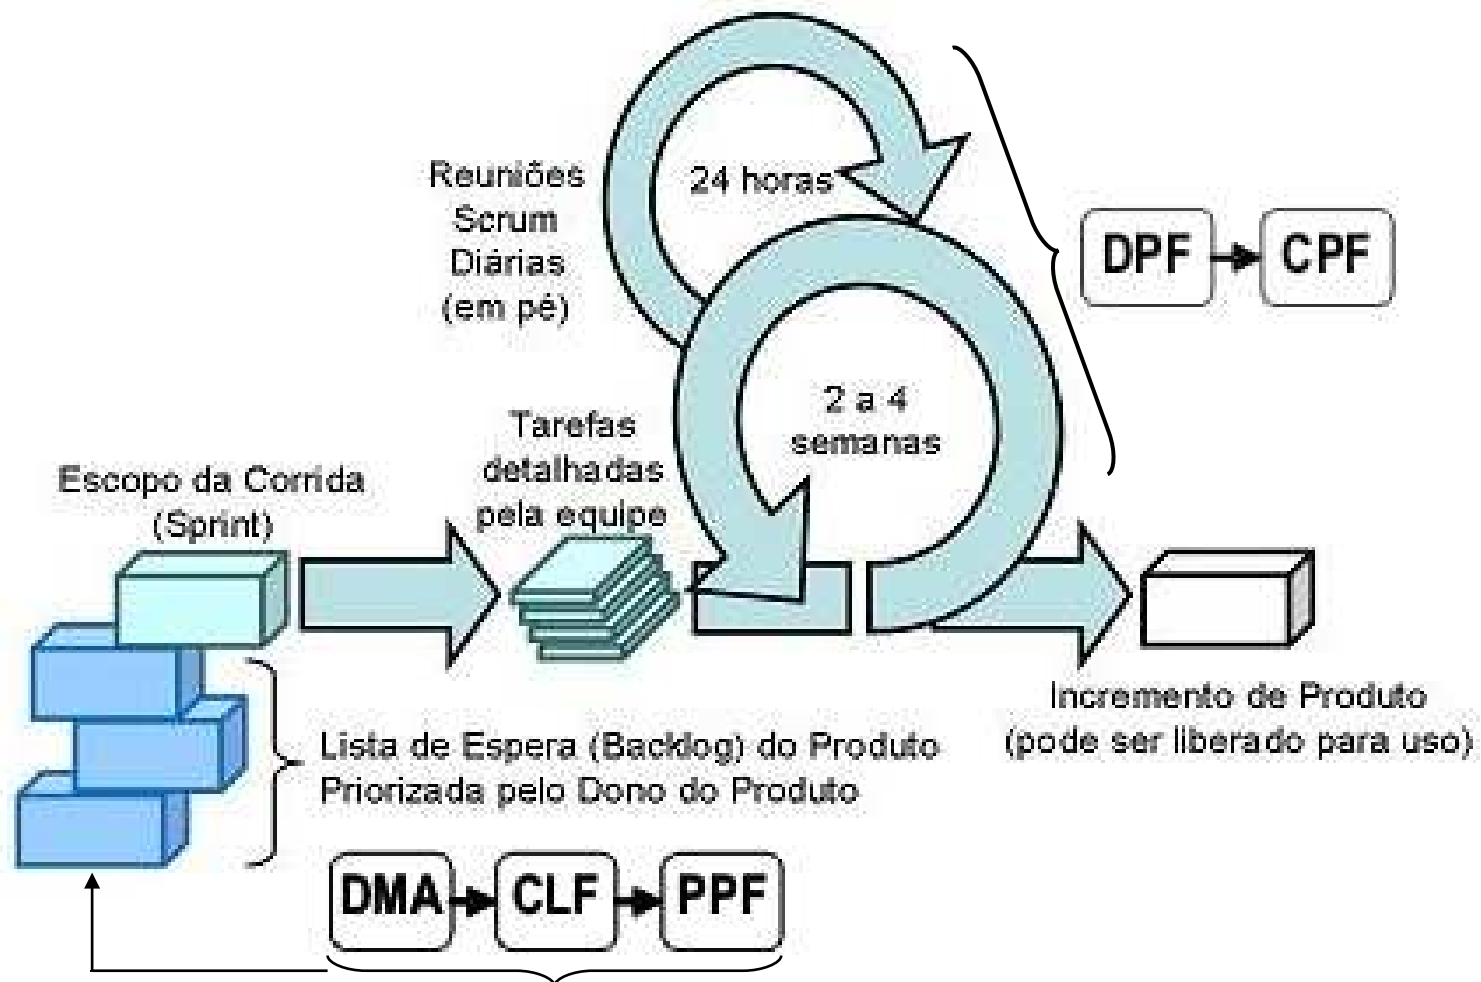 24 horas
Reuniões
Scrum
Diárias
(em pé)
DPF
CPF
2 a 4
semanas
Tarefas
detalhadas
pela equipe
Escopo da Corrida
(Sprint)
Incremento de Produto
(pode ser liberado para uso)
Lista de Espera (Backlog) do Produto
Priorizada pelo Dono do Produto
DMA
CLF
PPF